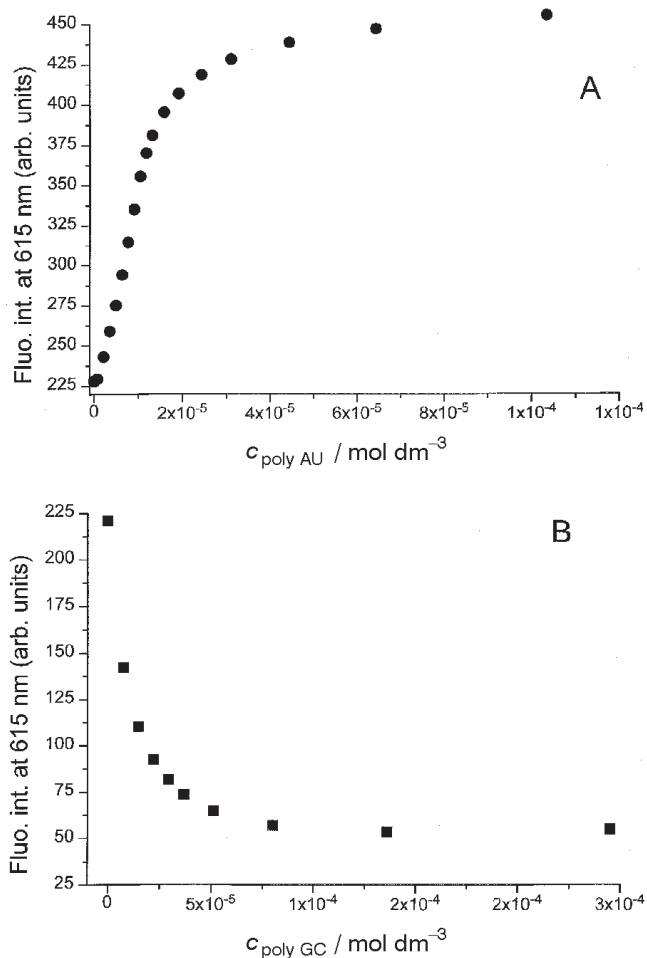 450
425
400
375
350
325
300
275
250
225
Fluo. int. at 615 nm (arb. units)
A
0
2x10⁻⁵
4x10⁻⁵
6x10⁻⁵
8x10⁻⁵
1x10⁻⁴
1x10⁻⁴
c poly AU / mol dm⁻³
225
200
150
125
100
75
50
25
Fluo. int. at 615 nm (arb. units)
B
0
5x10⁻⁵
1x10⁻⁴
2x10⁻⁴
2x10⁻⁴
3x10⁻⁴
c poly GC / mol dm⁻³